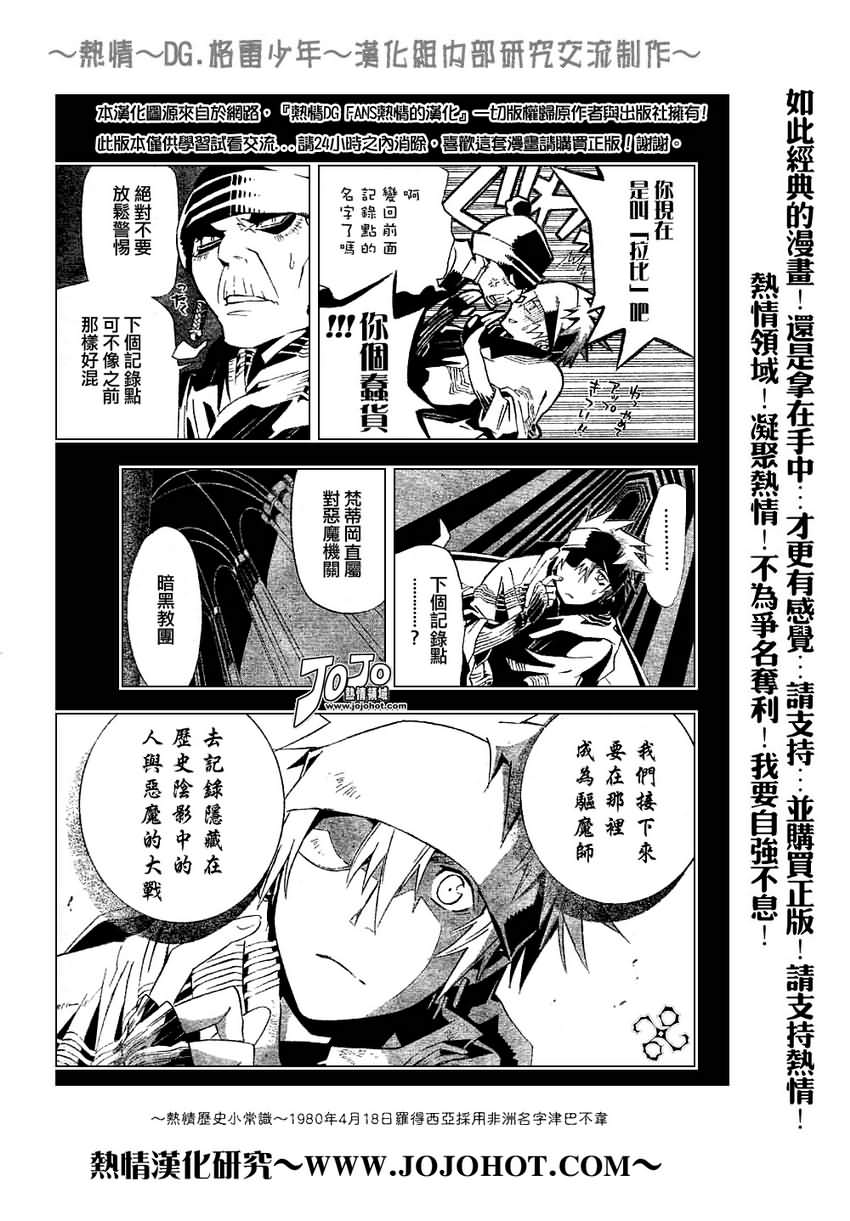 ～熱情～DG.格雷少年～漢化組內部研究交流制作～
本漢化圖源來自於網路，『熱情DG FANS熱情的漢化』一切版權歸原作者與出版社擁有!
此版本僅供學習試看交流...請24小時之內消除，喜歡這套漫畫請購買正版！謝謝。
你現在
是叫「拉比」吧
啊
變回前面
記錄點的
名字了嗎
你個蠢貨
!!!
絕對不要
放鬆警惕
下個記錄點
可不像之前
那樣好混
………
下個記錄點
……?
梵蒂岡直屬
對惡魔機關
暗黑教團
JOJO
熱情領域
www.jojohot.com
我們接下來
要在那裡
成為驅魔師
去記錄隱藏在
歷史陰影中的
人與惡魔的大戰
如此經典的漫畫！還是拿在手中…才更有感覺…請支持…並購買正版！請支持熱情！
熱情領域！凝聚熱情！不為爭名奪利！我要自強不息！
～熱情歷史小常識～1980年4月18日羅得西亞採用非洲名字津巴不韋
熱情漢化研究～WWW.JOJOHOT.COM～